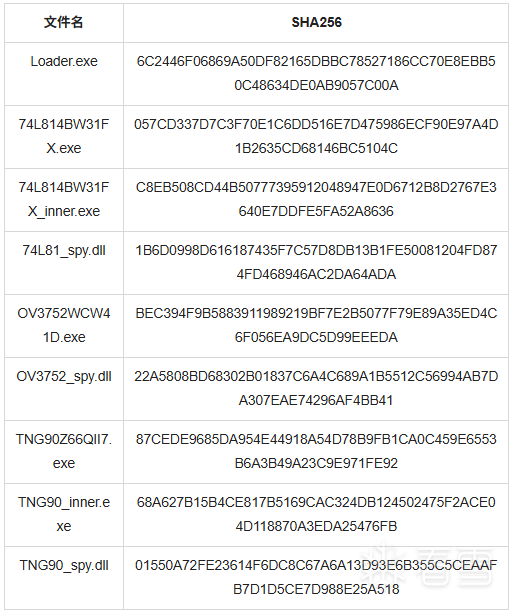 文件名 SHA256
Loader.exe 6C2446F06869A50DF82165DBBC78527186CC70E8EBB5
0C48634DE0AB9057C00A
74L814BW31F 057CD337D7C3F70E1C6DD516E7D475986ECF90E97A4D
X.exe 1B2635CD68146BC5104C
74L814BW31F C8EB508CD44B50777395912048947E0D6712B8D2767E3
X_inner.exe 640E7DDFE5FA52A8636
74L81_spy.dll 1B6D0998D616187435F7C57D8DB13B1FE50081204FD87
4FD468946AC2DA64ADA
OV3752WCW4 BEC394F9B5883911989219BF7E2B5077F79E89A35ED4C
1D.exe 6F056EA9DC5D99EEEDA
OV3752_spy.dll 22A5808BD68302B01837C6A4C689A1B5512C56994AB7D
A307EAE74296AF4BB41
TNG90Z66QII7. 87CEDE9685DA954E44918A54D78B9FB1CA0C459E6553
exe B6A3B49A23C9E971FE92
TNG90_inner.e 68A627B15B4CE817B5169CAC324DB124502475F2ACE0
xe 4D118870A3EDA25476FB
TNG90_spy.dll 01550A72FE23614F6DC8C67A6A13D93E6B355C5CEAAF
B7D1D5CE7D988E25A518
看雪